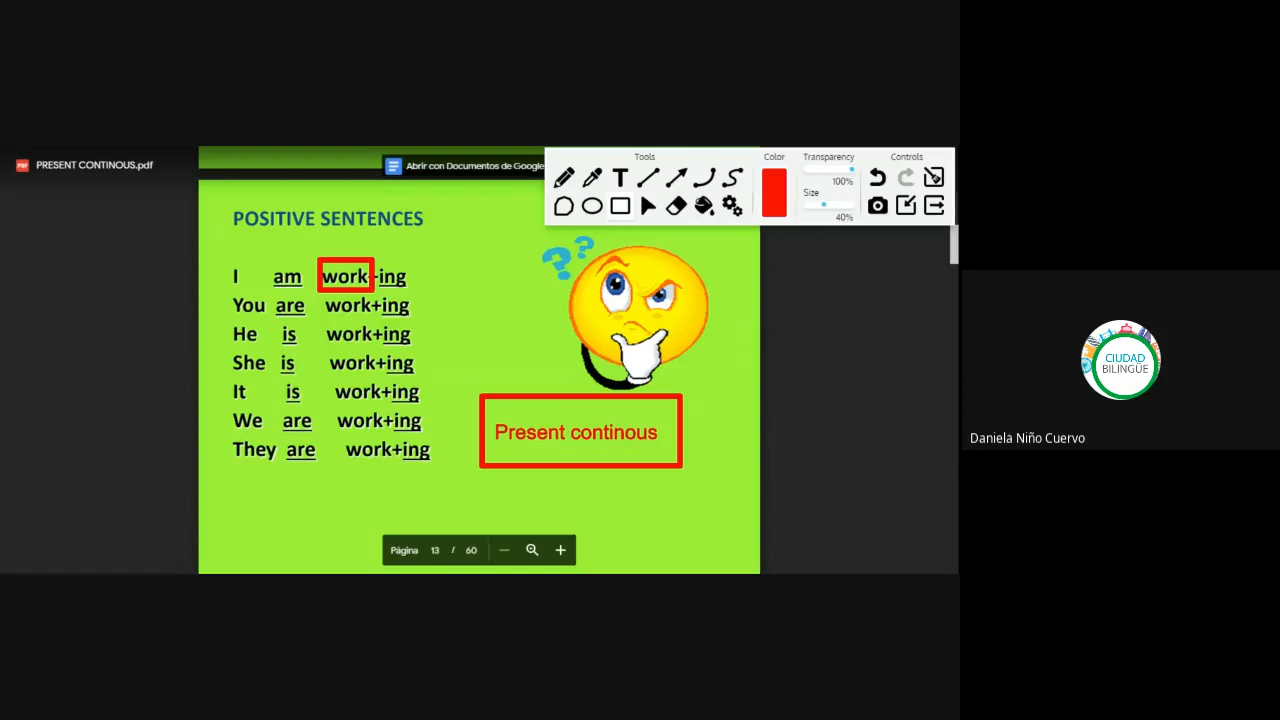 PDF PRESENT CONTINOUS.pdf
Abrir con Documentos de Google
Tools
Color
Transparency
100%
Size
40%
Controls
POSITIVE SENTENCES
I am work+ing
You are work+ing
He is work+ing
She is work+ing
It is work+ing
We are work+ing
They are work+ing
??
Present continous
Página 13 / 60
CIUDAD
BILINGÜE
Daniela Niño Cuervo